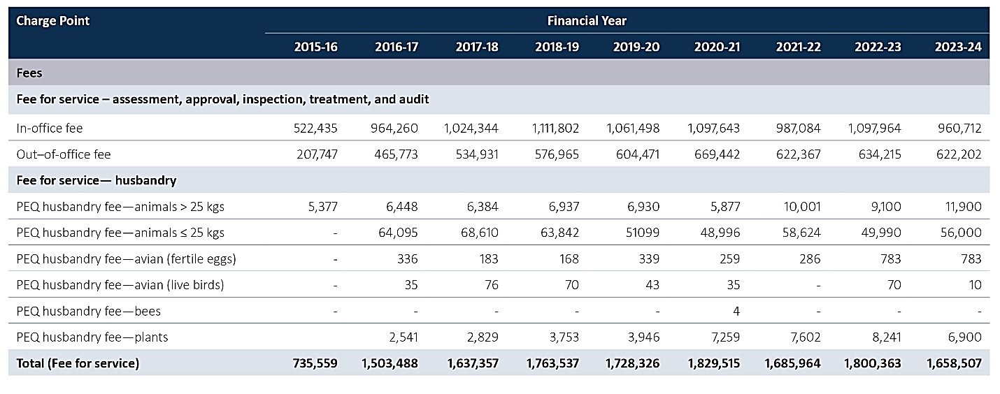 Charge Point Financial Year
2015-16 2016-17 2017-18 2018-19 2019-20 2020-21 2021-22 2022-23 2023-24
Fees
Fee for service – assessment, approval, inspection, treatment, and audit
In-office fee 522,435 964,260 1,024,344 1,111,802 1,061,498 1,097,643 987,084 1,097,964 960,712
Out–of-office fee 207,747 465,773 534,931 576,965 604,471 669,442 622,367 634,215 622,202
Fee for service— husbandry
PEQ husbandry fee—animals > 25 kgs 5,377 6,448 6,384 6,937 6,930 5,877 10,001 9,100 11,900
PEQ husbandry fee—animals ≤ 25 kgs - 64,095 68,610 63,842 51099 48,996 58,624 49,990 56,000
PEQ husbandry fee—avian (fertile eggs) - 336 183 168 339 259 286 783 783
PEQ husbandry fee—avian (live birds) - 35 76 70 43 35 - 70 10
PEQ husbandry fee—bees - - - - - 4 - - -
PEQ husbandry fee—plants 2,541 2,829 3,753 3,946 7,259 7,602 8,241 6,900
Total (Fee for service) 735,559 1,503,488 1,637,357 1,763,537 1,728,326 1,829,515 1,685,964 1,800,363 1,658,507